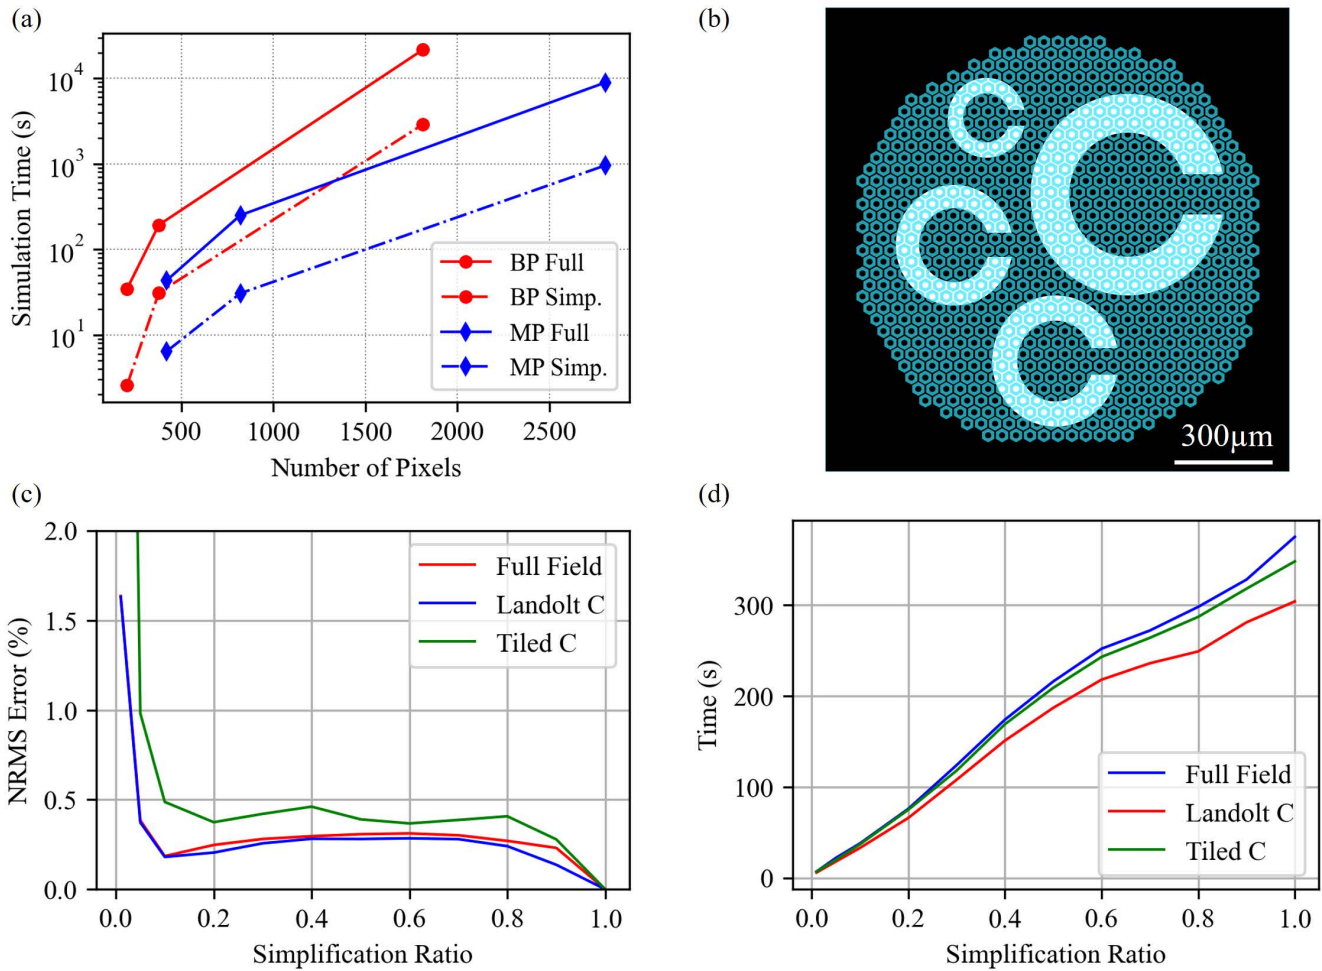 (a)
10^4
10^3
10^2
10^1
Simulation Time (s)
BP Full
BP Simp.
MP Full
MP Simp.
500 1000 1500 2000 2500
Number of Pixels
(b)
300μm
(c)
2.0
1.5
1.0
0.5
0.0
NRMS Error (%)
Full Field
Landolt C
Tiled C
0.0 0.2 0.4 0.6 0.8 1.0
Simplification Ratio
(d)
300
200
100
0
Time (s)
Full Field
Landolt C
Tiled C
0.0 0.2 0.4 0.6 0.8 1.0
Simplification Ratio